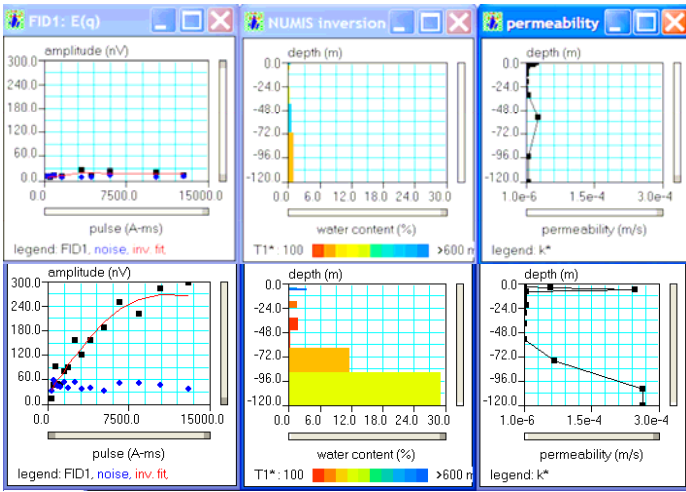 FID1: E(q)
NUMIS inversion
permeability
amplitude (nV)
300.0
240.0
180.0
120.0
60.0
0.0
0.0 7500.0 15000.0
pulse (A-ms)
legend: FID1, noise, inv. fit,
depth (m)
0.0
-24.0
-48.0
-72.0
-96.0
-120.0
0.0 6.0 12.0 18.0 24.0 30.0
water content (%)
T1*: 100 >600 m
depth (m)
0.0
-24.0
-48.0
-72.0
-96.0
-120.0
1.0e-6 1.5e-4 3.0e-4
permeability (m/s)
legend: k*
amplitude (nV)
300.0
240.0
180.0
120.0
60.0
0.0
0.0 7500.0 15000.0
pulse (A-ms)
legend: FID1, noise, inv. fit,
depth (m)
0.0
-24.0
-48.0
-72.0
-96.0
-120.0
0.0 6.0 12.0 18.0 24.0 30.0
water content (%)
T1*: 100 >600 m
depth (m)
0.0
-24.0
-48.0
-72.0
-96.0
-120.0
1.0e-6 1.5e-4 3.0e-4
permeability (m/s)
legend: k*